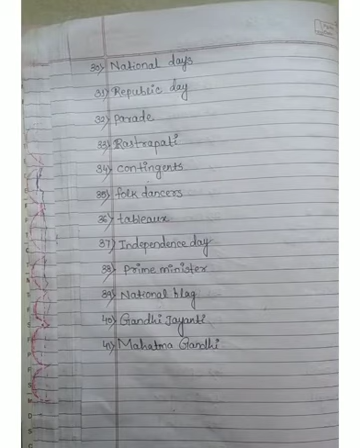 30) National days
31) Republic day
32) Parade
33) Rastrapati
34) contingents
35) folk dancers
36) tableaux
37) Independence day
38) Prime minister
39) National blag
40) Gandhi Jayanti
41) Mahatma Gandhi